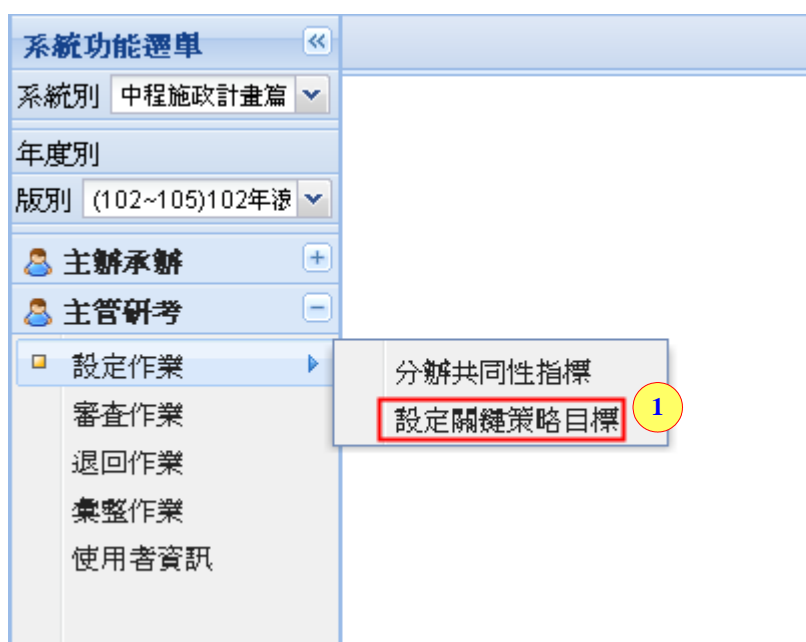 系統功能選單
系統別 中程施政計畫篇
年度別
版別 (102~105)102年滾
主辦承辦
主管研考
設定作業
分辦共同性指標
設定關鍵策略目標 1
審查作業
退回作業
彙整作業
使用者資訊